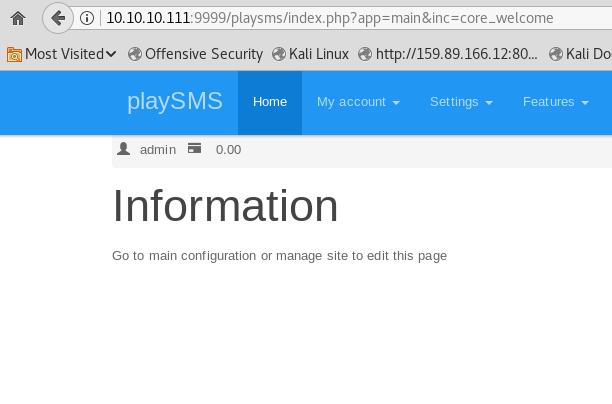 10.10.10.111:9999/playsms/index.php?app=main&inc=core_welcome
Most Visited Offensive Security Kali Linux http://159.89.166.12:80... Kali Do
playSMS Home My account Settings Features
admin 0.00
Information
Go to main configuration or manage site to edit this page